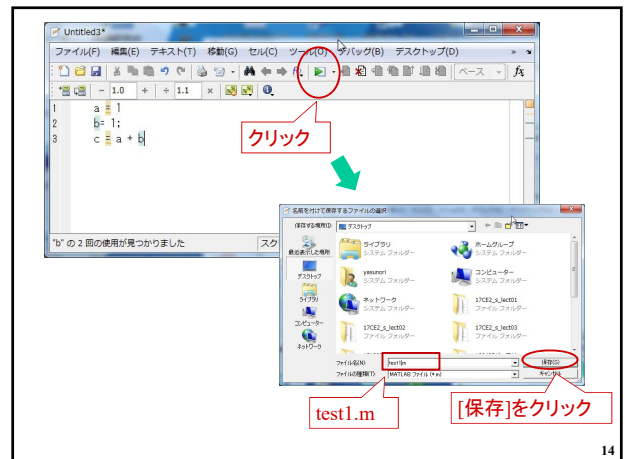 Untitled3*
ファイル(F) 編集(E) テキスト(T) 移動(G) セル(C) ツール(O) デバッグ(B) デスクトップ(D)
ベース
fx
− 1.0 + ÷ 1.1 ×
1 a = 1
2 b= 1;
3 c = a + b
クリック
"b" の 2 回の使用が見つかりました スク
名前を付けて保存するファイルの選択
保存する場所(I): デスクトップ
最近表示した場所
デスクトップ
ライブラリ
コンピューター
ネットワーク
ライブラリ
システム フォルダー
ホームグループ
システム フォルダー
yasunori
システム フォルダー
コンピューター
システム フォルダー
ネットワーク
システム フォルダー
17CE2_s_lect01
ファイル フォルダー
17CE2_s_lect02
ファイル フォルダー
17CE2_s_lect03
ファイル フォルダー
ファイル名(N): test1.m 保存(S)
ファイルの種類(T): MATLAB ファイル (*.m) キャンセル
test1.m
[保存]をクリック
14